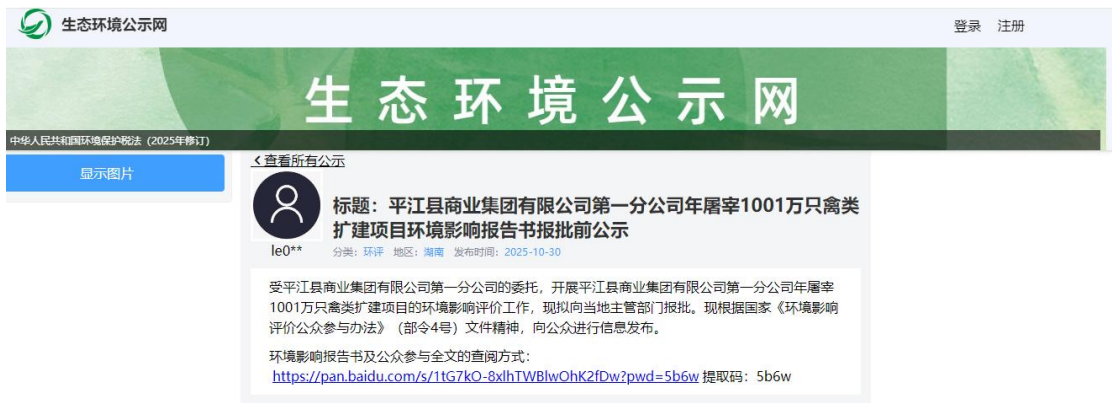 生态环境公示网
登录 注册
生态环境公示网
中华人民共和国环境保护税法（2025年修订）
显示图片
查看所有公示
标题：平江县商业集团有限公司第一分公司年屠宰1001万只禽类
扩建项目环境影响报告书报批前公示
le0**
分类：环评 地区：湖南 发布时间：2025-10-30
受平江县商业集团有限公司第一分公司的委托，开展平江县商业集团有限公司第一分公司年屠宰
1001万只禽类扩建项目的环境影响评价工作，现拟向当地主管部门报批。现根据国家《环境影响
评价公众参与办法》（部令4号）文件精神，向公众进行信息发布。
环境影响报告书及公众参与全文的查阅方式：
https://pan.baidu.com/s/1tG7kO-8xlhTWBlwOhK2fDw?pwd=5b6w 提取码：5b6w